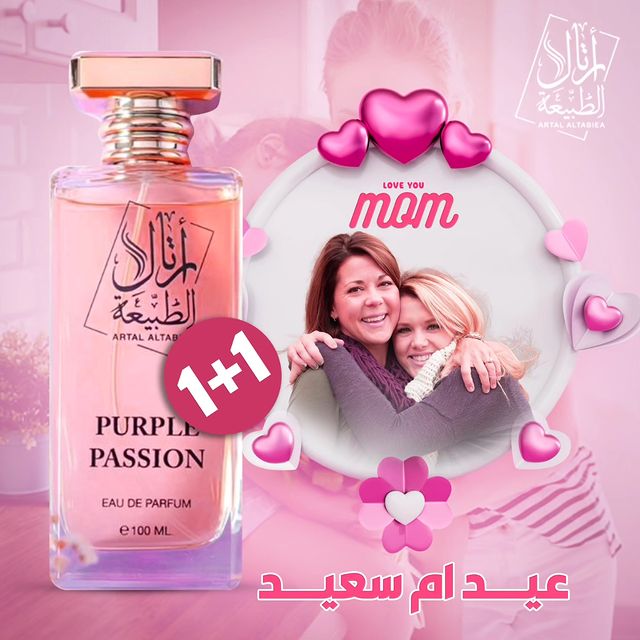 أرتال
الطبيعة
ARTAL ALTABIEA
LOVE YOU
mom
أرتال
الطبيعة
ARTAL ALTABIEA
1+1
PURPLE
PASSION
EAU DE PARFUM
e100 ML
عيد ام سعيد